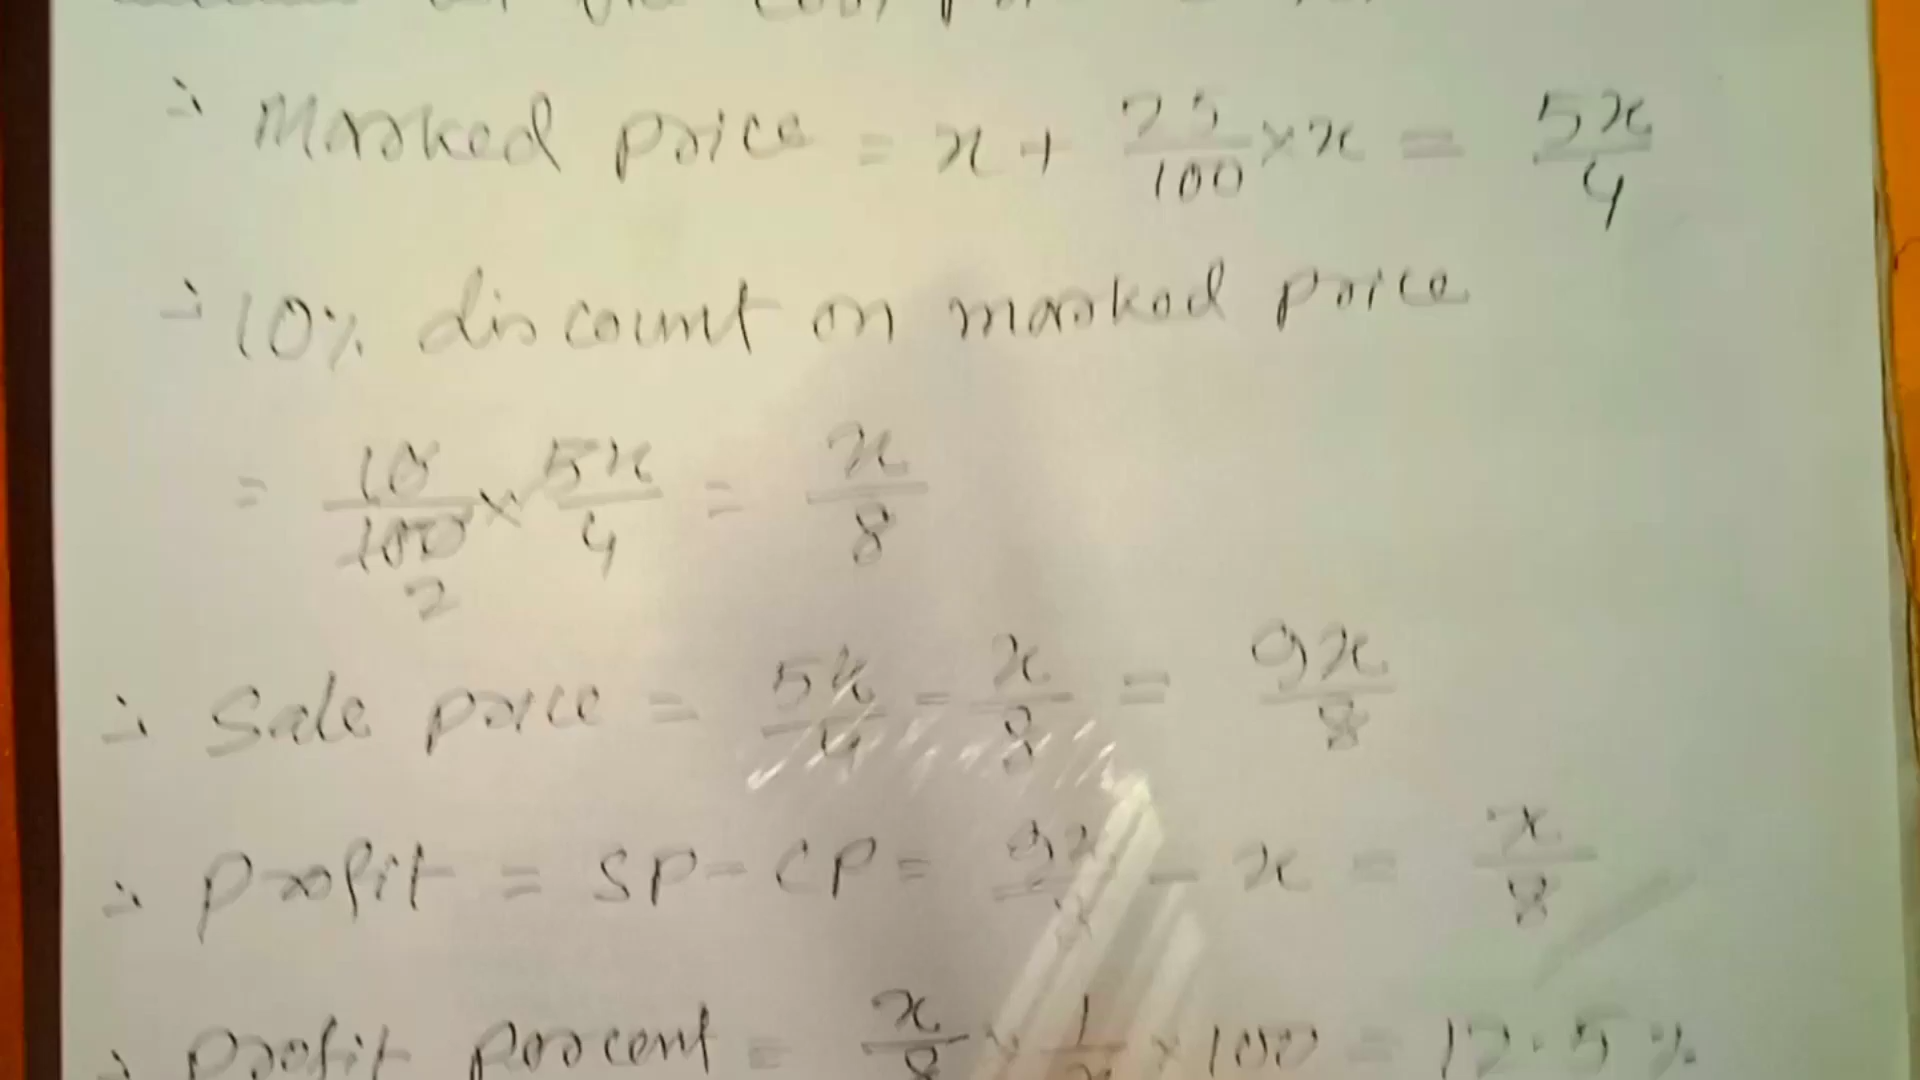 ∴ Marked price = x + 25/100 × x = 5x/4
∴ 10% discount on marked price
= 10/100 × 5x/4 = x/8
2
∴ Sale price = 5x/4 - x/8 = 9x/8
∴ Profit = SP - CP = 9x/8 - x = x/8
∴ Profit percent = x/8 × 1/x × 100 = 12.5%